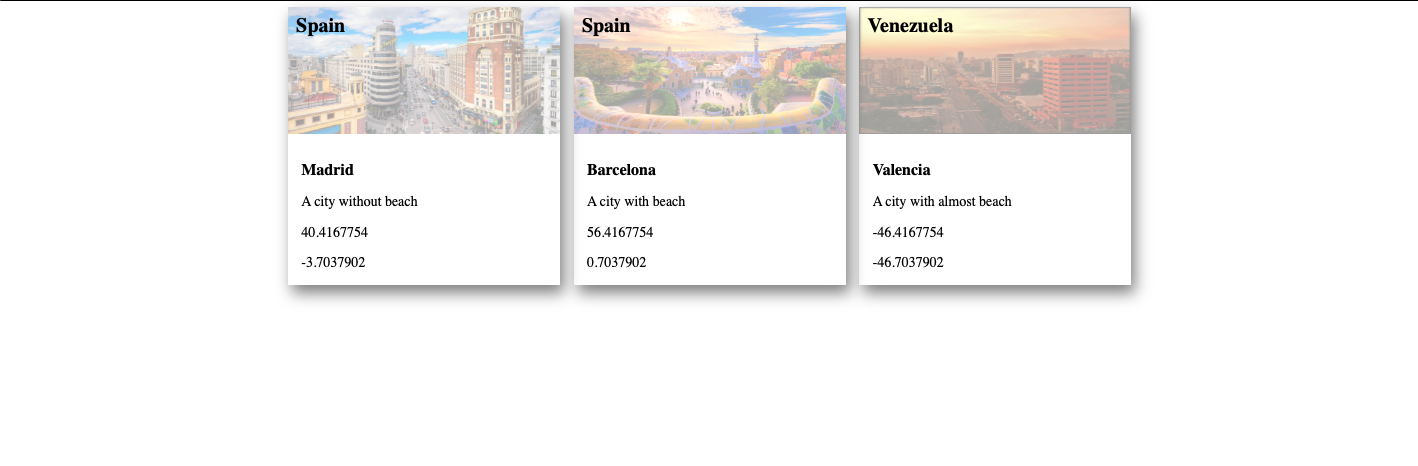 Spain
Madrid
A city without beach
40.4167754
-3.7037902
Spain
Barcelona
A city with beach
56.4167754
0.7037902
Venezuela
Valencia
A city with almost beach
-46.4167754
-46.7037902